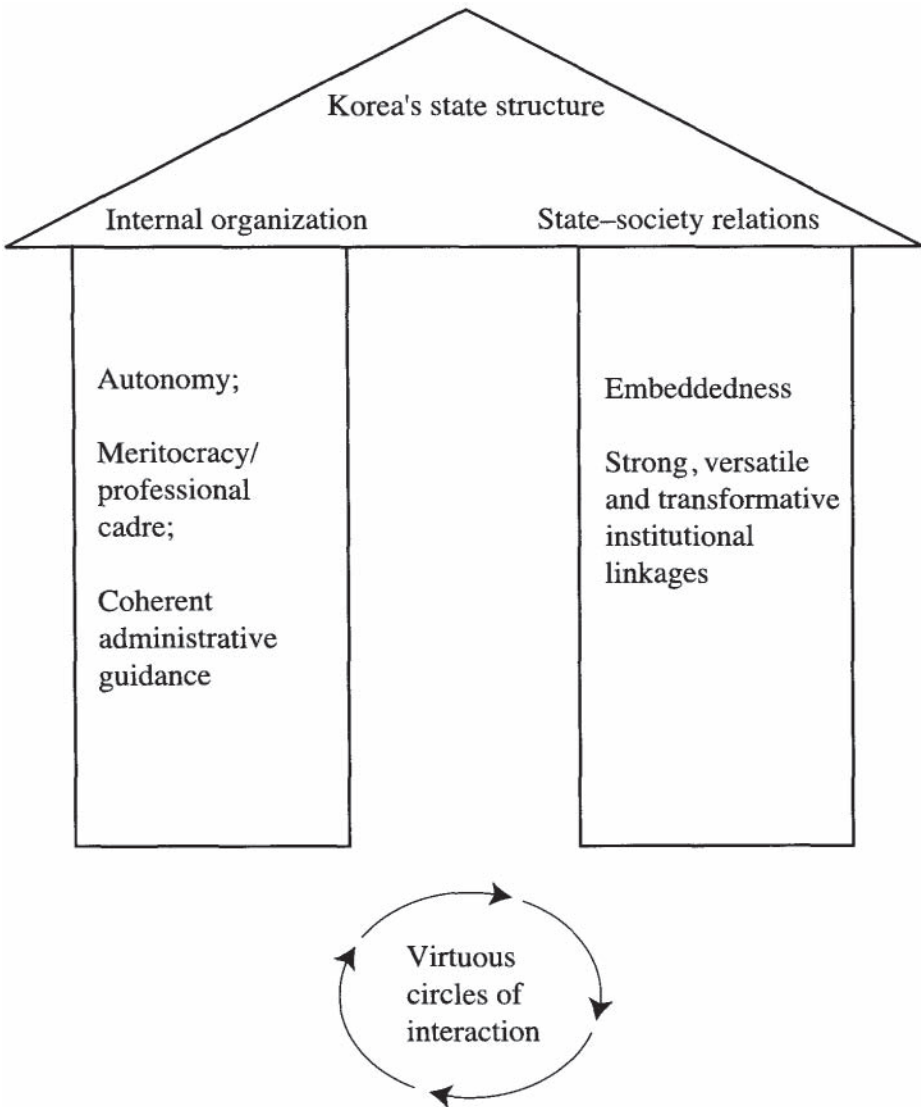 Korea's state structure
Internal organization
State–society relations
Autonomy;
Meritocracy/
professional
cadre;
Coherent
administrative
guidance
Embeddedness
Strong, versatile
and transformative
institutional
linkages
Virtuous
circles of
interaction